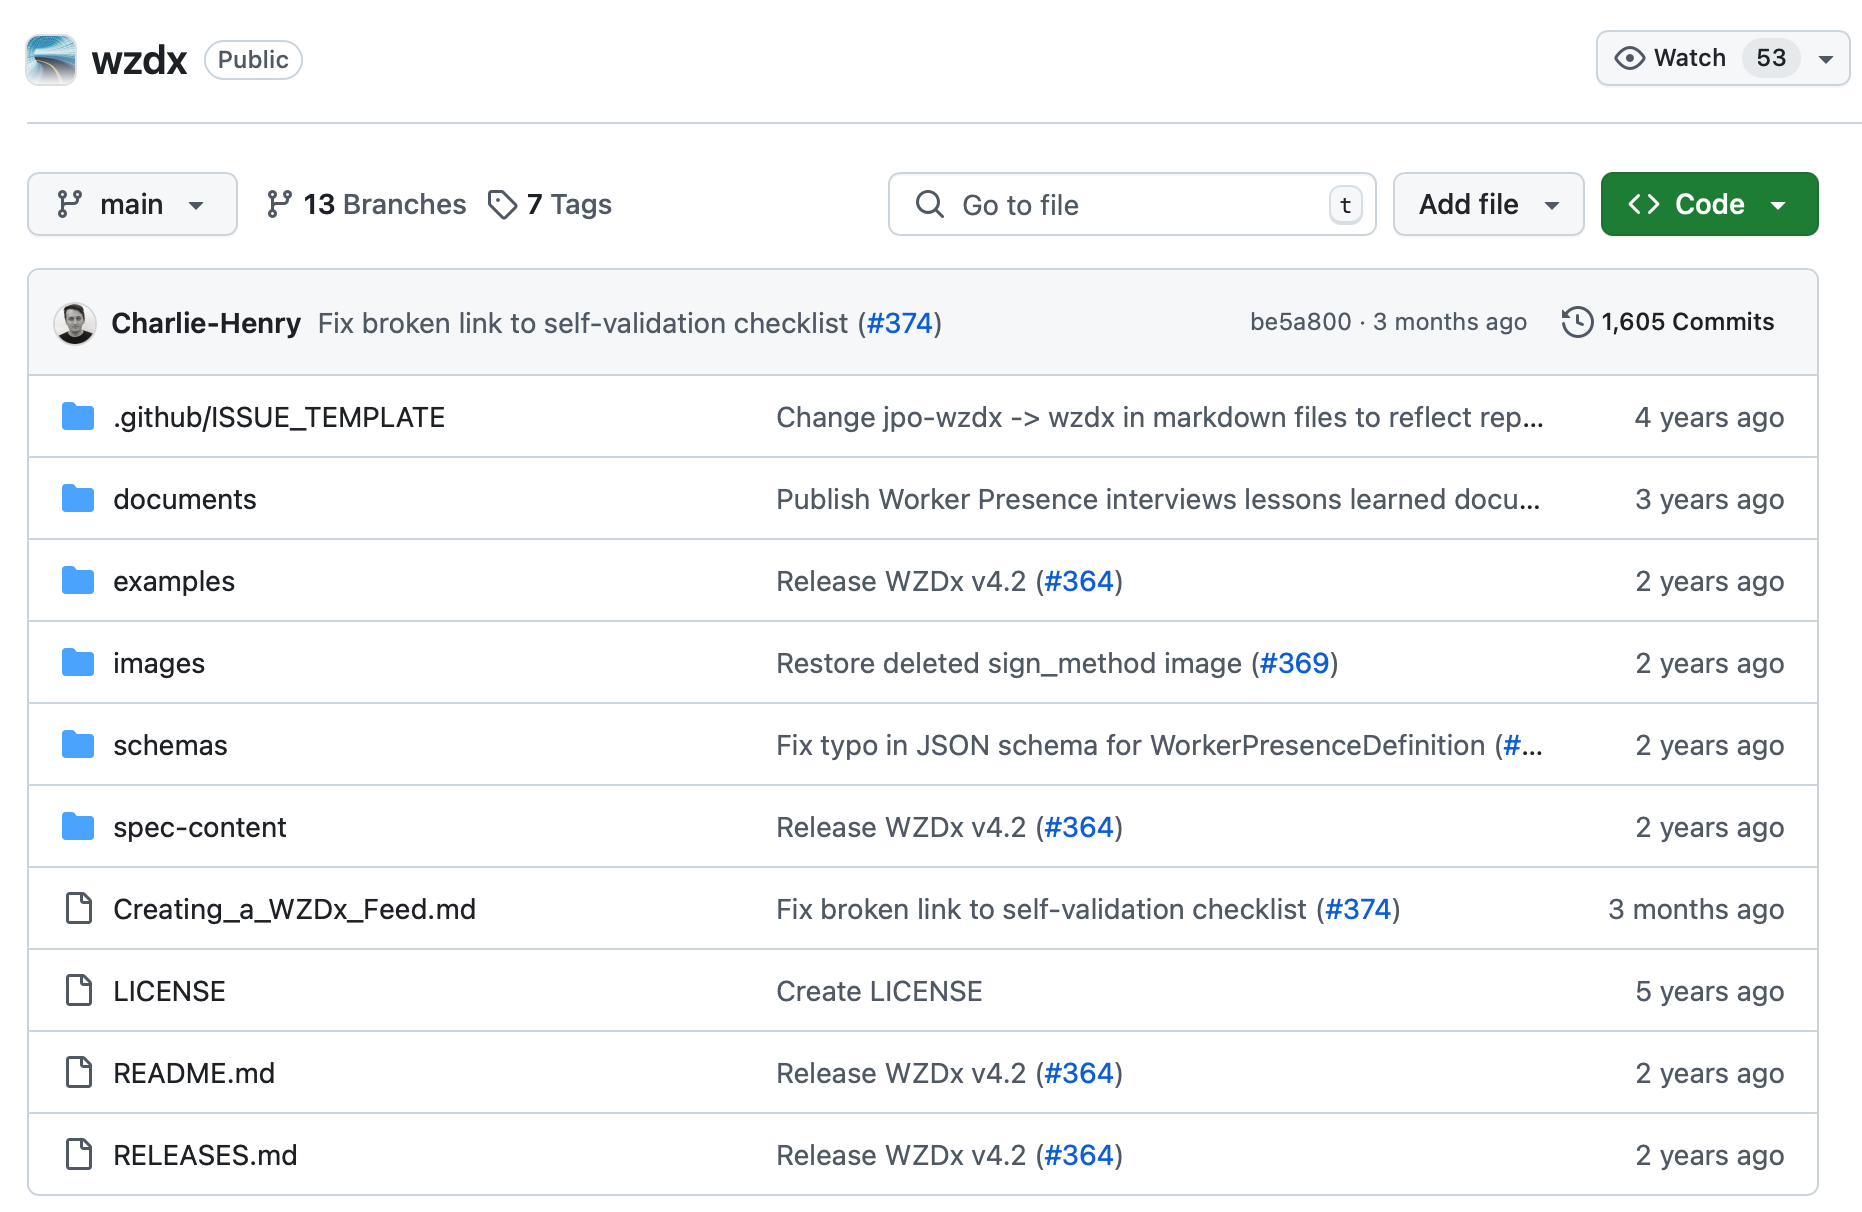 wzdx Public Watch 53
main 13 Branches 7 Tags Go to file t Add file Code
Charlie-Henry Fix broken link to self-validation checklist (#374) be5a800 · 3 months ago 1,605 Commits
.github/ISSUE_TEMPLATE Change jpo-wzdx -> wzdx in markdown files to reflect rep... 4 years ago
documents Publish Worker Presence interviews lessons learned docu... 3 years ago
examples Release WZDx v4.2 (#364) 2 years ago
images Restore deleted sign_method image (#369) 2 years ago
schemas Fix typo in JSON schema for WorkerPresenceDefinition (#... 2 years ago
spec-content Release WZDx v4.2 (#364) 2 years ago
Creating_a_WZDx_Feed.md Fix broken link to self-validation checklist (#374) 3 months ago
LICENSE Create LICENSE 5 years ago
README.md Release WZDx v4.2 (#364) 2 years ago
RELEASES.md Release WZDx v4.2 (#364) 2 years ago